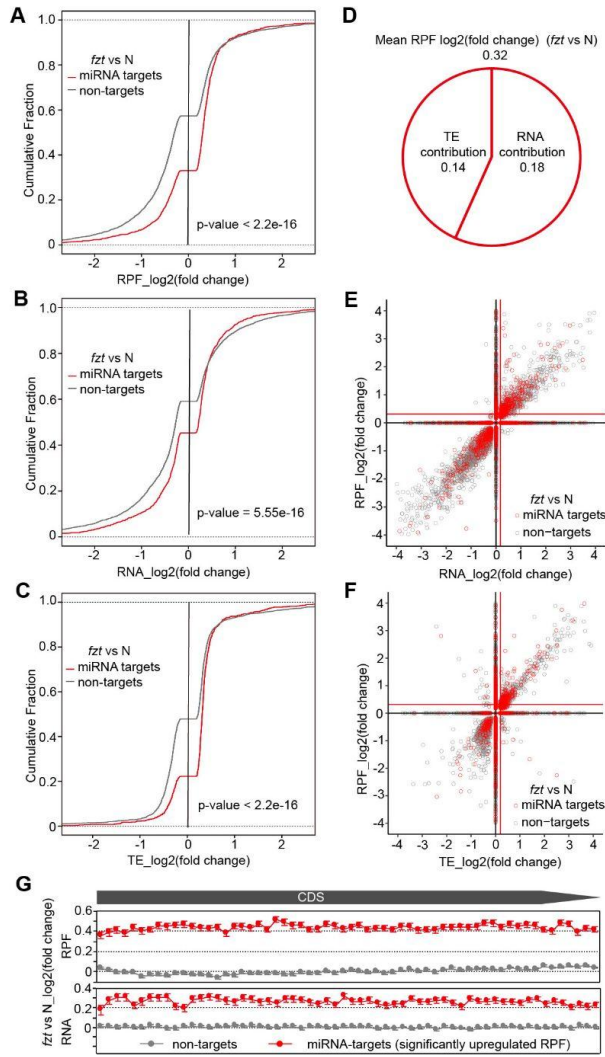 A
1.0
0.8
0.6
0.4
0.2
0
Cumulative Fraction
fzt vs N
miRNA targets
non-targets
p-value < 2.2e-16
-2 -1 0 1 2
RPF_log2(fold change)
D
Mean RPF log2(fold change) (fzt vs N)
0.32
TE
contribution
0.14
RNA
contribution
0.18
B
1.0
0.8
0.6
0.4
0.2
0
Cumulative Fraction
fzt vs N
miRNA targets
non-targets
p-value = 5.55e-16
-2 -1 0 1 2
RNA_log2(fold change)
E
4
3
2
1
0
-1
-2
-3
-4
RPF_log2(fold change)
fzt vs N
miRNA targets
non−targets
-4 -3 -2 -1 0 1 2 3 4
RNA_log2(fold change)
C
1.0
0.8
0.6
0.4
0.2
0
Cumulative Fraction
fzt vs N
miRNA targets
non-targets
p-value < 2.2e-16
-2 -1 0 1 2
TE_log2(fold change)
F
4
3
2
1
0
-1
-2
-3
-4
RPF_log2(fold change)
fzt vs N
miRNA targets
non−targets
-4 -3 -2 -1 0 1 2 3 4
TE_log2(fold change)
G
CDS
fzt vs N_log2(fold change)
RPF
0.6
0.4
0.2
0
RNA
0.4
0.2
0
non-targets
miRNA-targets (significantly upregulated RPF)